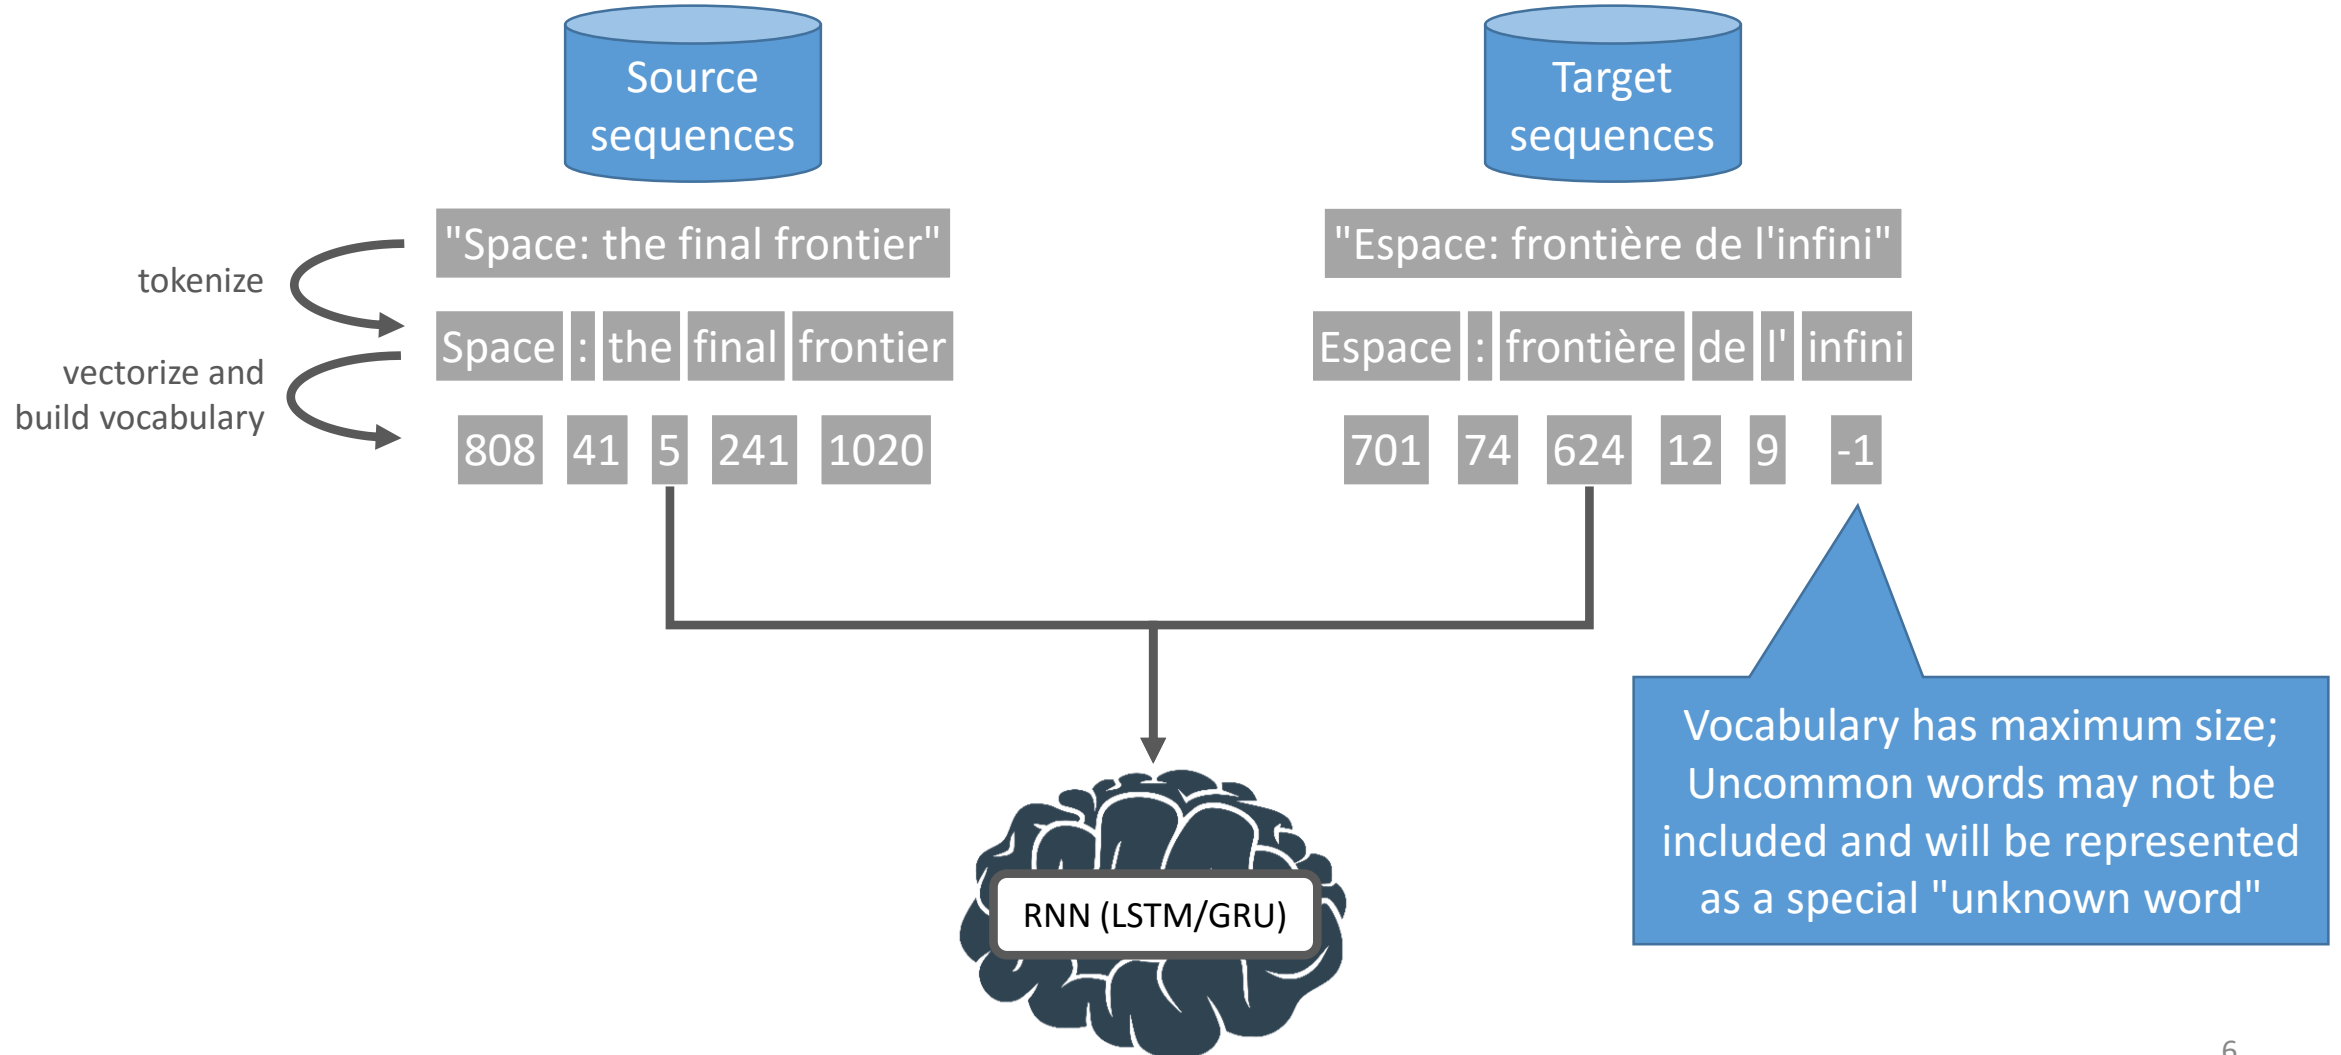 Source
sequences
Target
sequences
"Space: the final frontier"
"Espace: frontière de l'infini"
tokenize
Space : the final frontier
Espace : frontière de l' infini
vectorize and
build vocabulary
808 41 5 241 1020
701 74 624 12 9 -1
Vocabulary has maximum size;
Uncommon words may not be
included and will be represented
as a special "unknown word"
RNN (LSTM/GRU)
6